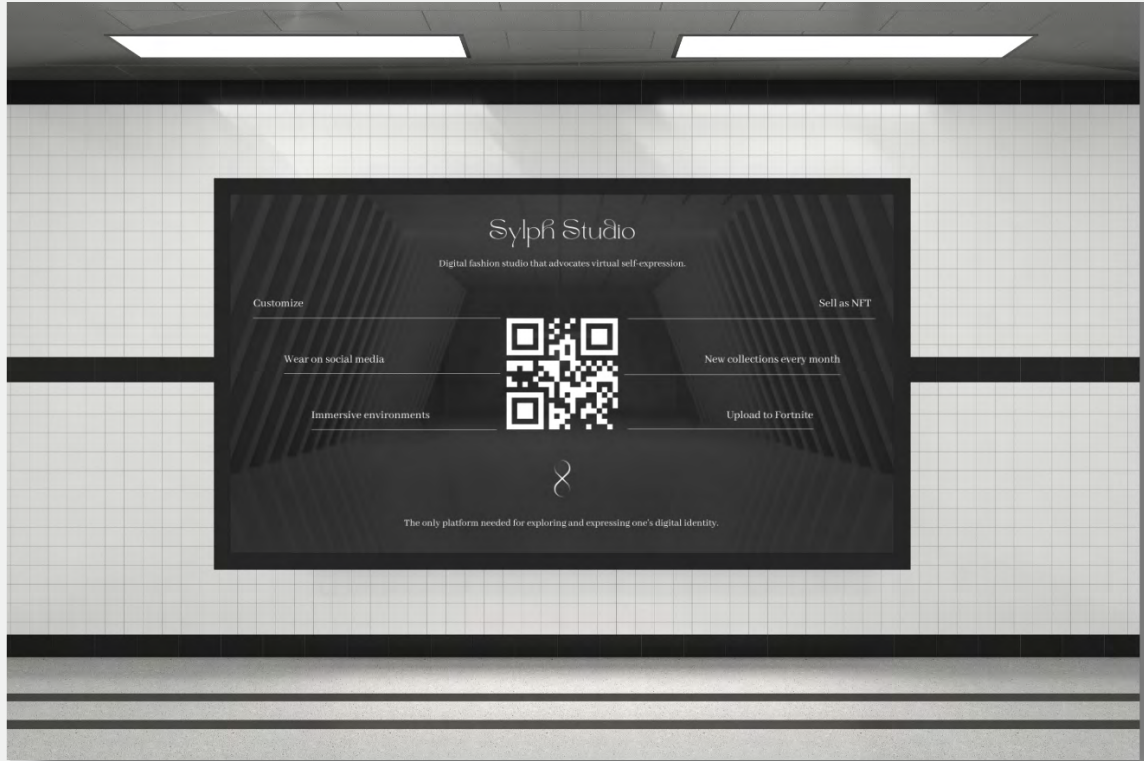 Sylph Studio
Digital fashion studio that advocates virtual self-expression.
Customize
Sell as NFT
Wear on social media
New collections every month
Immersive environments
Upload to Fortnite
The only platform needed for exploring and expressing one's digital identity.